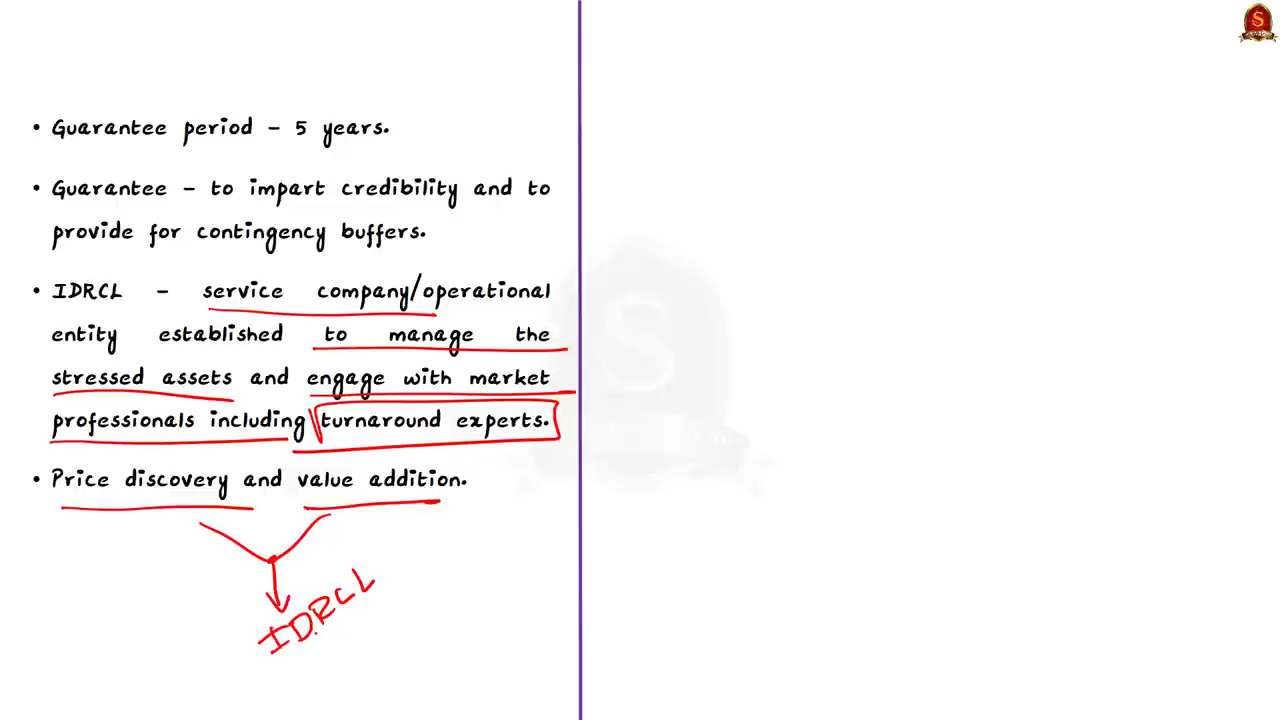 • Guarantee period – 5 years.
• Guarantee – to impart credibility and to
provide for contingency buffers.
• IDRCL – service company/operational
entity established to manage the
stressed assets and engage with market
professionals including turnaround experts.
• Price discovery and value addition.
IDRCL
S